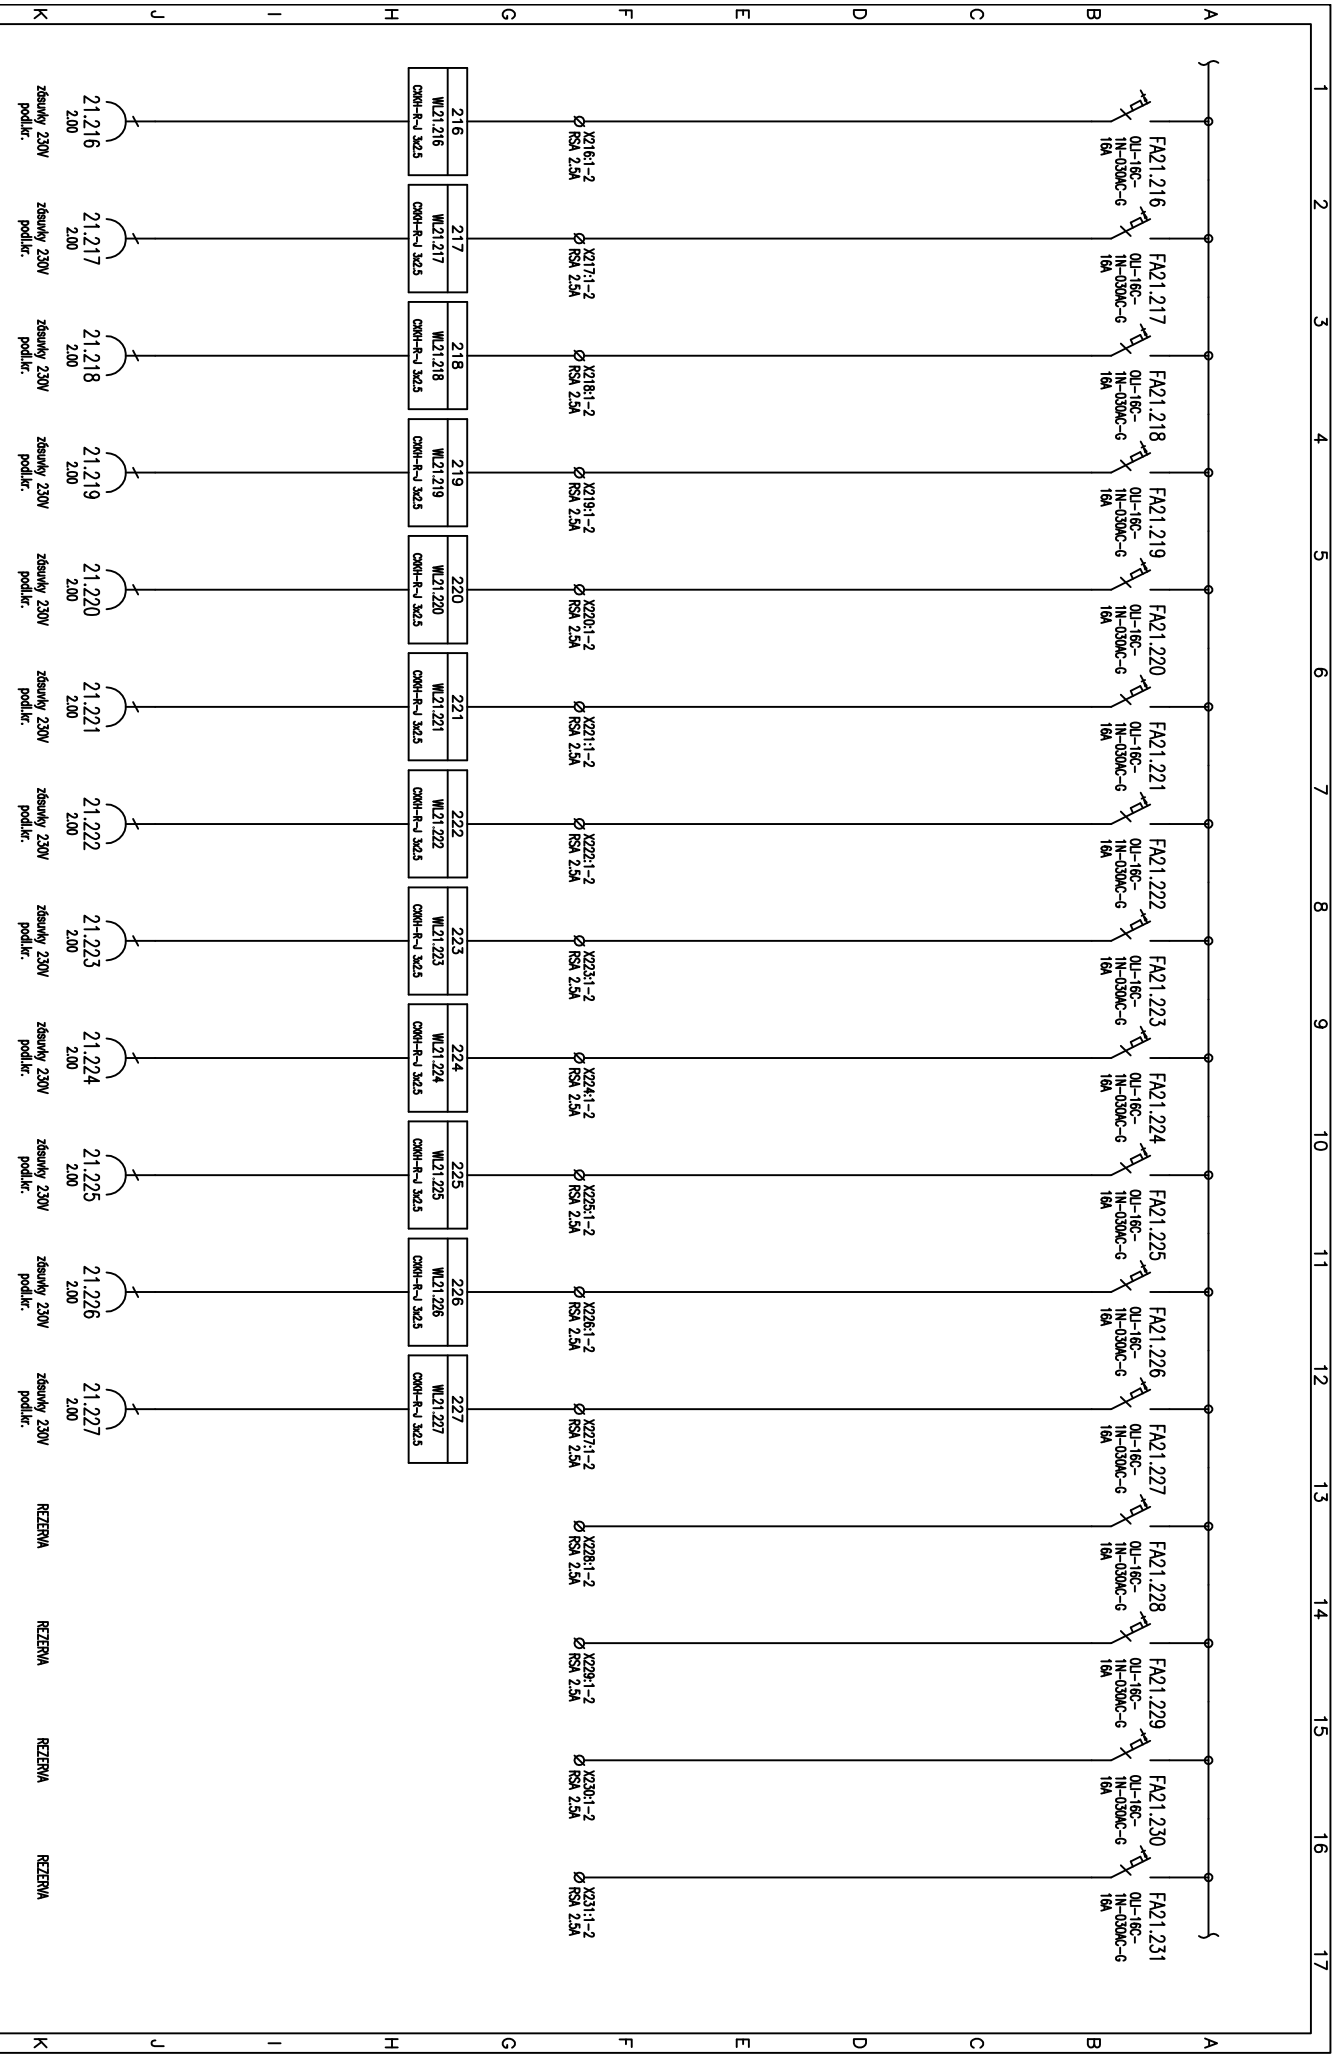 1
2
3
4
5
6
7
8
9
10
11
12
13
14
15
16
17
A
B
C
D
E
F
G
H
I
J
K
FA21.216
OLI-16C-
1N-030AC-G
16A
X216:1-2
RSA 2.5A
216
WL21.216
CXKH-R-J 3x2.5
21.216
2.00
zásuvky 230V
podl.kr.
FA21.217
OLI-16C-
1N-030AC-G
16A
X217:1-2
RSA 2.5A
217
WL21.217
CXKH-R-J 3x2.5
21.217
2.00
zásuvky 230V
podl.kr.
FA21.218
OLI-16C-
1N-030AC-G
16A
X218:1-2
RSA 2.5A
218
WL21.218
CXKH-R-J 3x2.5
21.218
2.00
zásuvky 230V
podl.kr.
FA21.219
OLI-16C-
1N-030AC-G
16A
X219:1-2
RSA 2.5A
219
WL21.219
CXKH-R-J 3x2.5
21.219
2.00
zásuvky 230V
podl.kr.
FA21.220
OLI-16C-
1N-030AC-G
16A
X220:1-2
RSA 2.5A
220
WL21.220
CXKH-R-J 3x2.5
21.220
2.00
zásuvky 230V
podl.kr.
FA21.221
OLI-16C-
1N-030AC-G
16A
X221:1-2
RSA 2.5A
221
WL21.221
CXKH-R-J 3x2.5
21.221
2.00
zásuvky 230V
podl.kr.
FA21.222
OLI-16C-
1N-030AC-G
16A
X222:1-2
RSA 2.5A
222
WL21.222
CXKH-R-J 3x2.5
21.222
2.00
zásuvky 230V
podl.kr.
FA21.223
OLI-16C-
1N-030AC-G
16A
X223:1-2
RSA 2.5A
223
WL21.223
CXKH-R-J 3x2.5
21.223
2.00
zásuvky 230V
podl.kr.
FA21.224
OLI-16C-
1N-030AC-G
16A
X224:1-2
RSA 2.5A
224
WL21.224
CXKH-R-J 3x2.5
21.224
2.00
zásuvky 230V
podl.kr.
FA21.225
OLI-16C-
1N-030AC-G
16A
X225:1-2
RSA 2.5A
225
WL21.225
CXKH-R-J 3x2.5
21.225
2.00
zásuvky 230V
podl.kr.
FA21.226
OLI-16C-
1N-030AC-G
16A
X226:1-2
RSA 2.5A
226
WL21.226
CXKH-R-J 3x2.5
21.226
2.00
zásuvky 230V
podl.kr.
FA21.227
OLI-16C-
1N-030AC-G
16A
X227:1-2
RSA 2.5A
227
WL21.227
CXKH-R-J 3x2.5
21.227
2.00
zásuvky 230V
podl.kr.
FA21.228
OLI-16C-
1N-030AC-G
16A
X228:1-2
RSA 2.5A
REZERVA
FA21.229
OLI-16C-
1N-030AC-G
16A
X229:1-2
RSA 2.5A
REZERVA
FA21.230
OLI-16C-
1N-030AC-G
16A
X230:1-2
RSA 2.5A
REZERVA
FA21.231
OLI-16C-
1N-030AC-G
16A
X231:1-2
RSA 2.5A
REZERVA
A
B
C
D
E
F
G
H
I
J
K